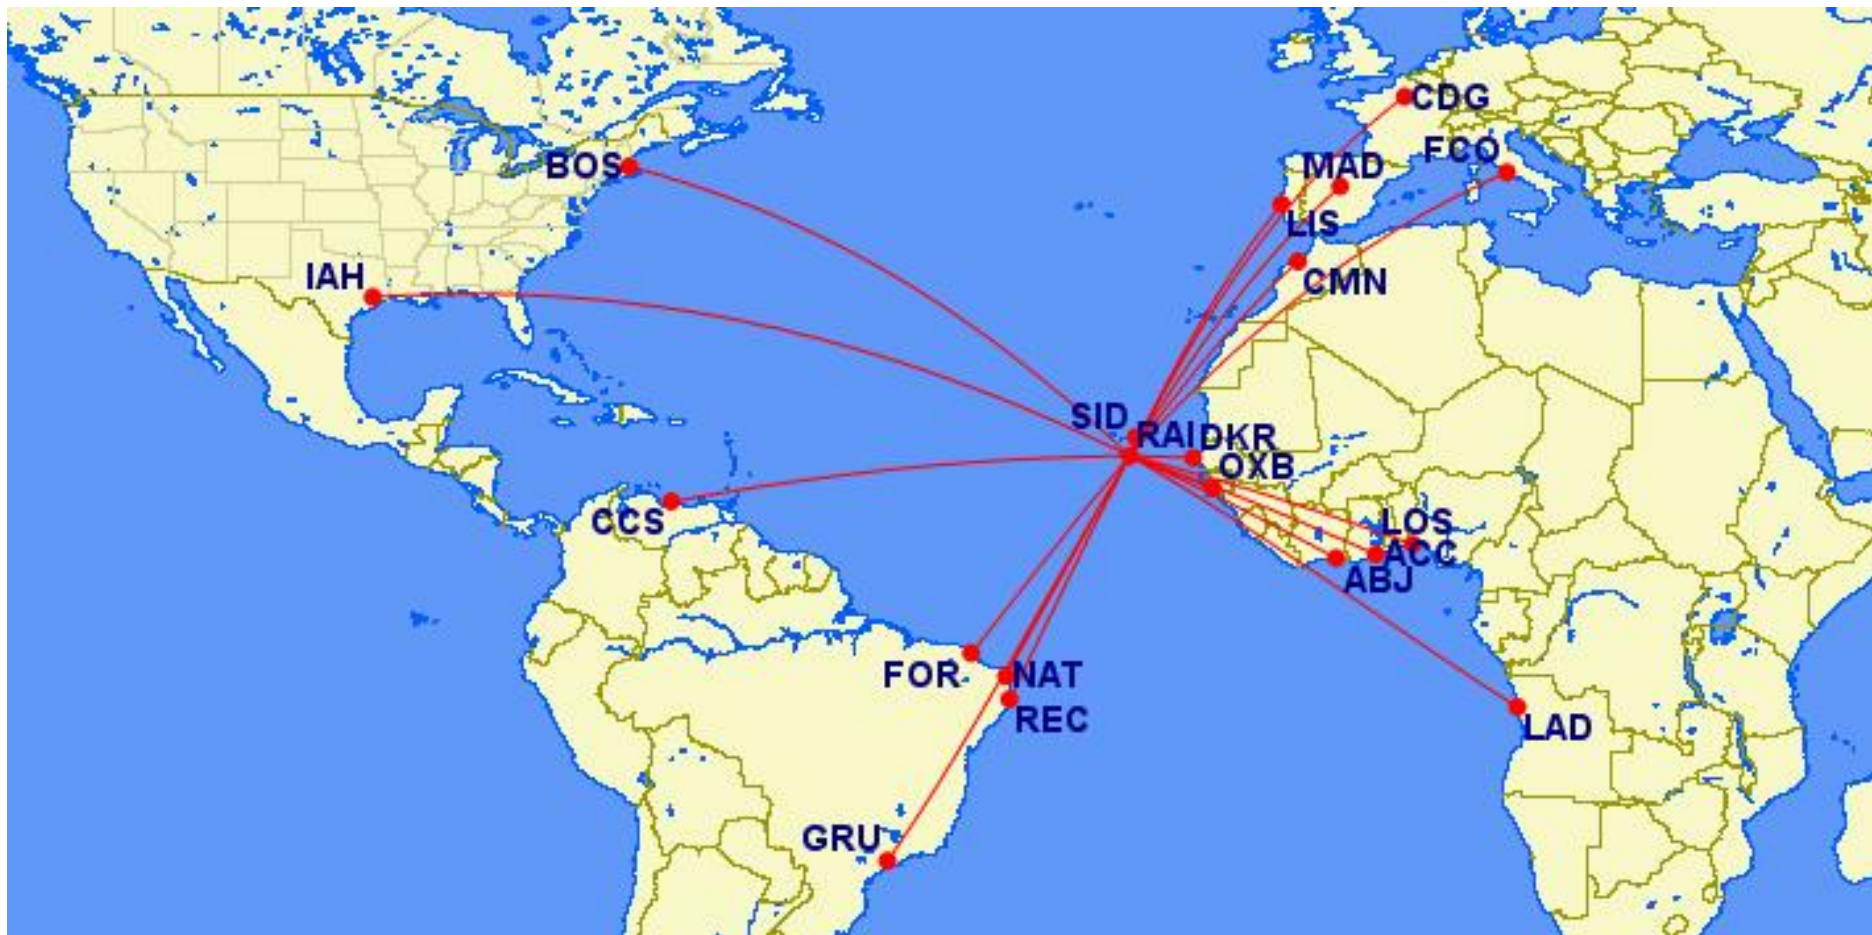 CDG
FCO
MAD
BOS
LIS
IAH
CMN
SID
RAI
DKR
OXB
CCS
LOS
ACC
ABJ
FOR
NAT
REC
LAD
GRU